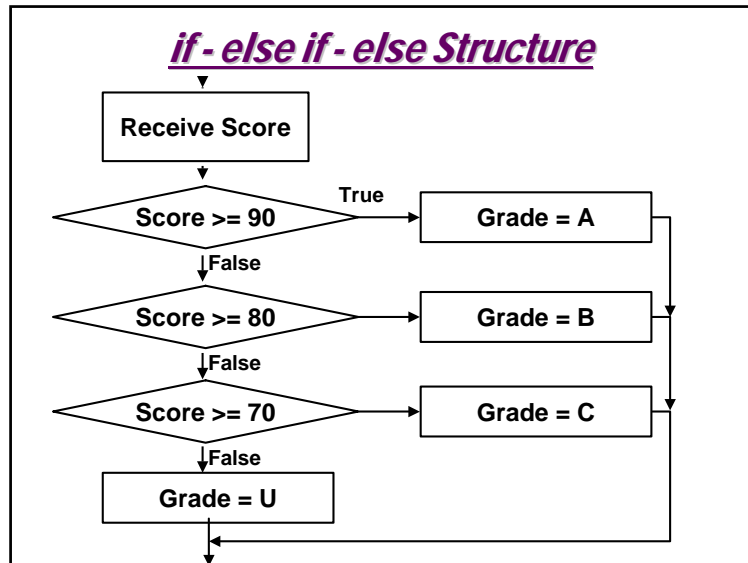 if - else if - else Structure
Receive Score
True
Score >= 90
Grade = A
False
Score >= 80
Grade = B
False
Score >= 70
Grade = C
False
Grade = U